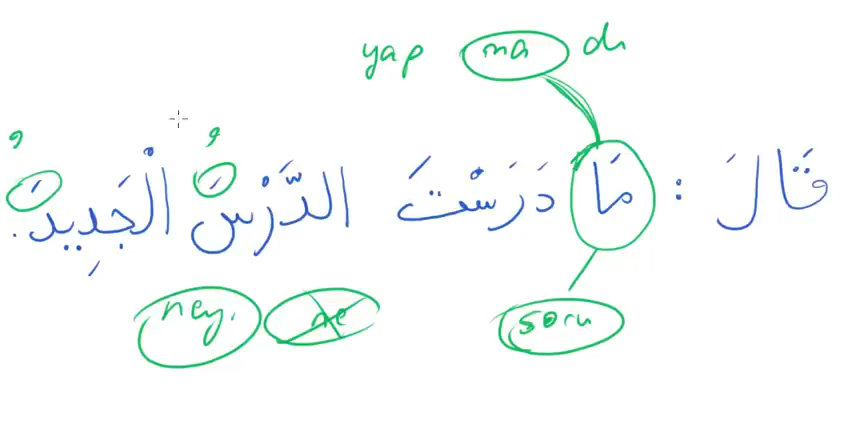 yap ma dı
قَالَ : مَا دَرَسْتَ الدَّرْسَ الْجَدِيدَ.
ney. ne soru